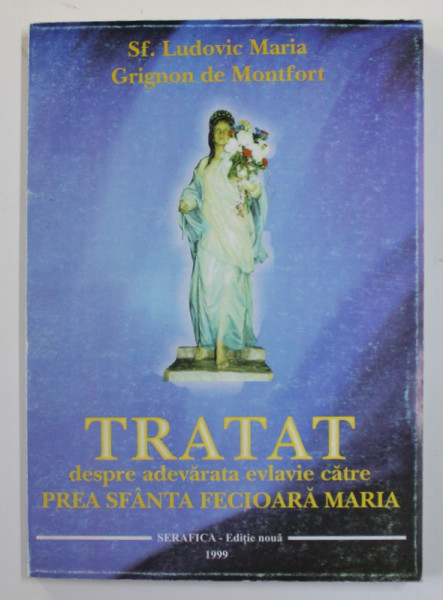 Sf. Ludovic Maria
Grignon de Montfort
TRATAT
despre adevărata evlavie către
PREA SFÂNTA FECIOARĂ MARIA
SERAFICA - Ediție nouă
1999